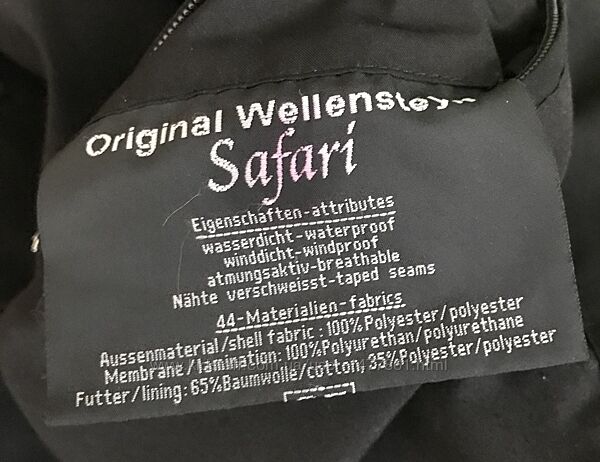 Original Wellensteyn
Safari
Eigenschaften-attributes
wasserdicht-waterproof
winddicht-windproof
atmungsaktiv-breathable
Nähte verschweisst-taped seams
44-Materialien-fabrics
Aussenmaterial/shell fabric:100%Polyester/polyester
Membrane/lamination:100%Polyurethan/polyurethane
Futter/lining:65%Baumwolle/cotton,35%Polyester/polyester